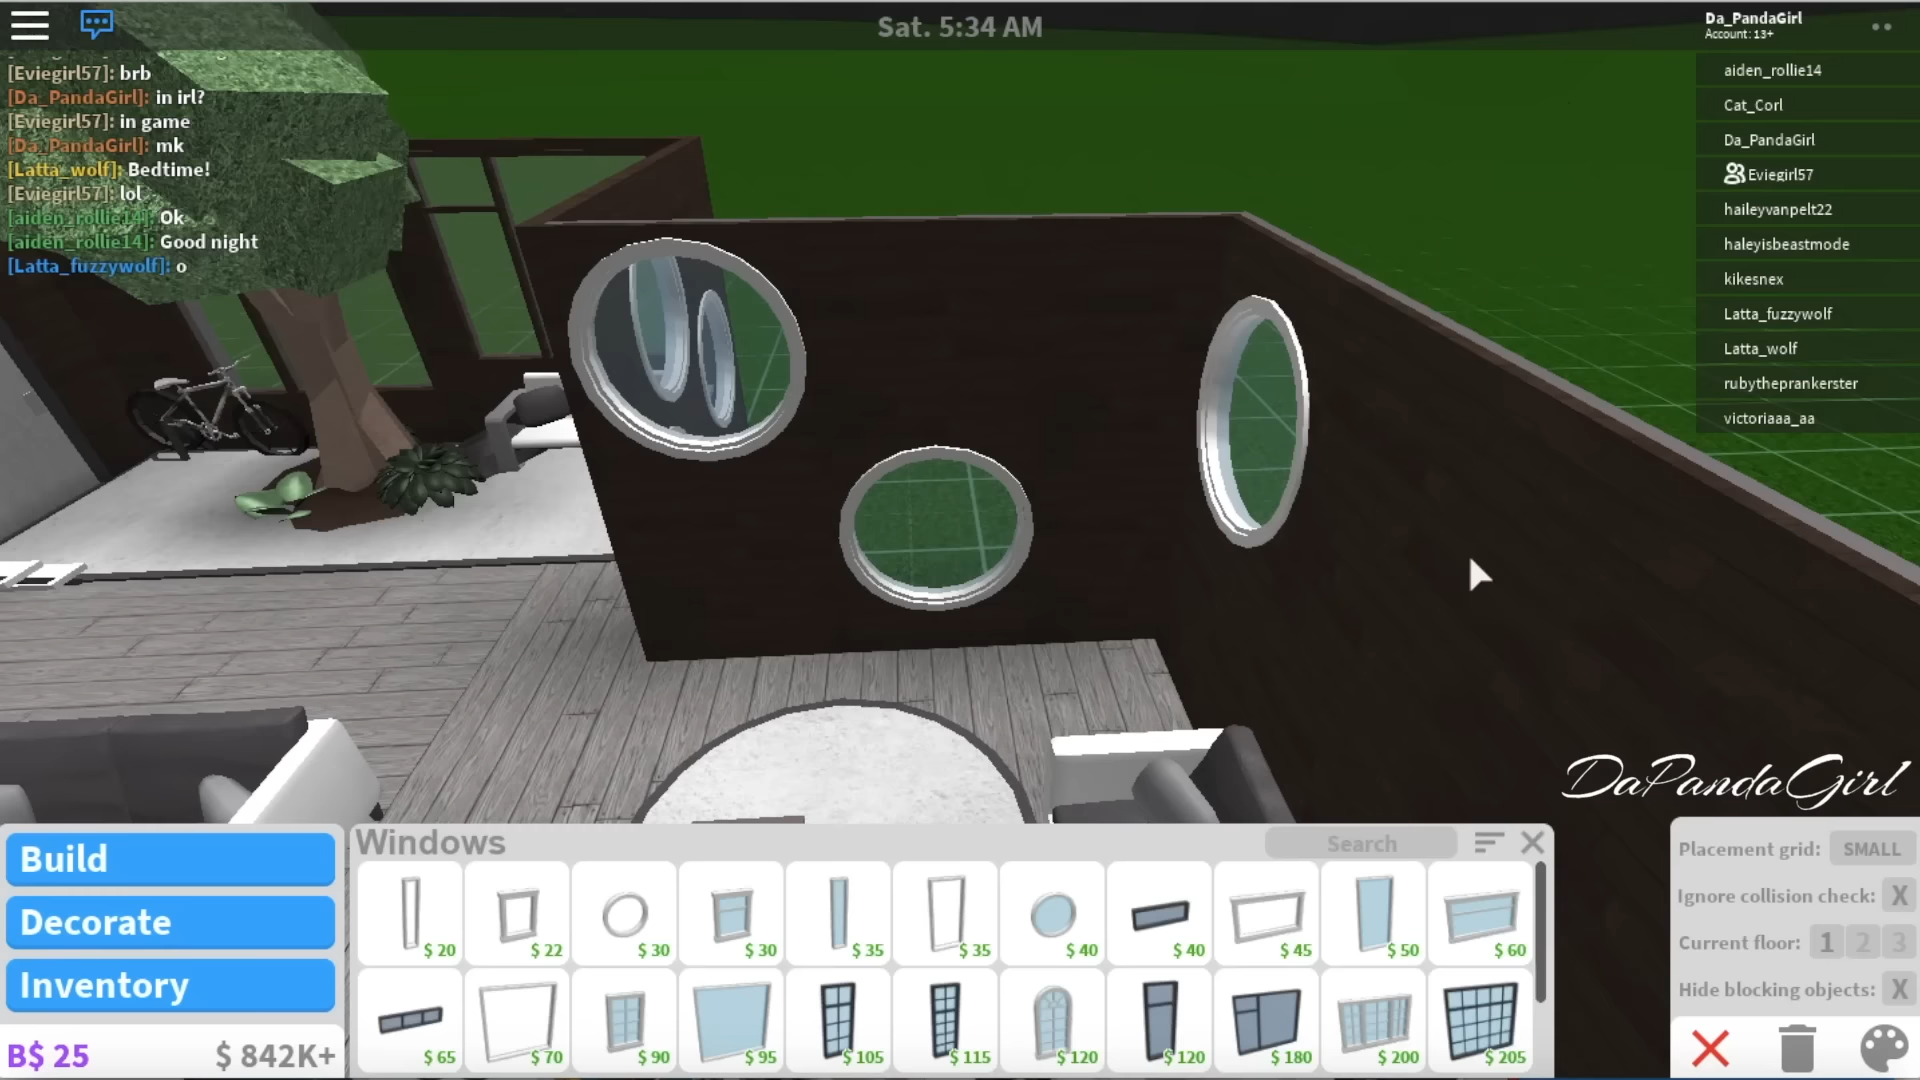 Sat. 5:34 AM
Da_PandaGirl
Account: 13+
[Eviegirl57]: brb
[Da_PandaGirl]: in irl?
[Eviegirl57]: in game
[Da_PandaGirl]: mk
[Latta_wolf]: Bedtime!
[Eviegirl57]: lol
[aiden_rollie14]: Ok
[aiden_rollie14]: Good night
[Latta_fuzzywolf]: o
aiden_rollie14
Cat_Corl
Da_PandaGirl
Eviegirl57
haileyvanpelt22
haleyisbeastmode
kikesnex
Latta_fuzzywolf
Latta_wolf
rubytheprankerster
victoriaaa_aa
DaPandaGirl
Build
Decorate
Inventory
B$ 25
$ 842K+
Windows
Search
$ 20
$ 22
$ 30
$ 30
$ 35
$ 35
$ 40
$ 40
$ 45
$ 50
$ 60
$ 65
$ 70
$ 90
$ 95
$ 105
$ 115
$ 120
$ 120
$ 180
$ 200
$ 205
Placement grid: SMALL
Ignore collision check: X
Current floor: 1 2 3
Hide blocking objects: X